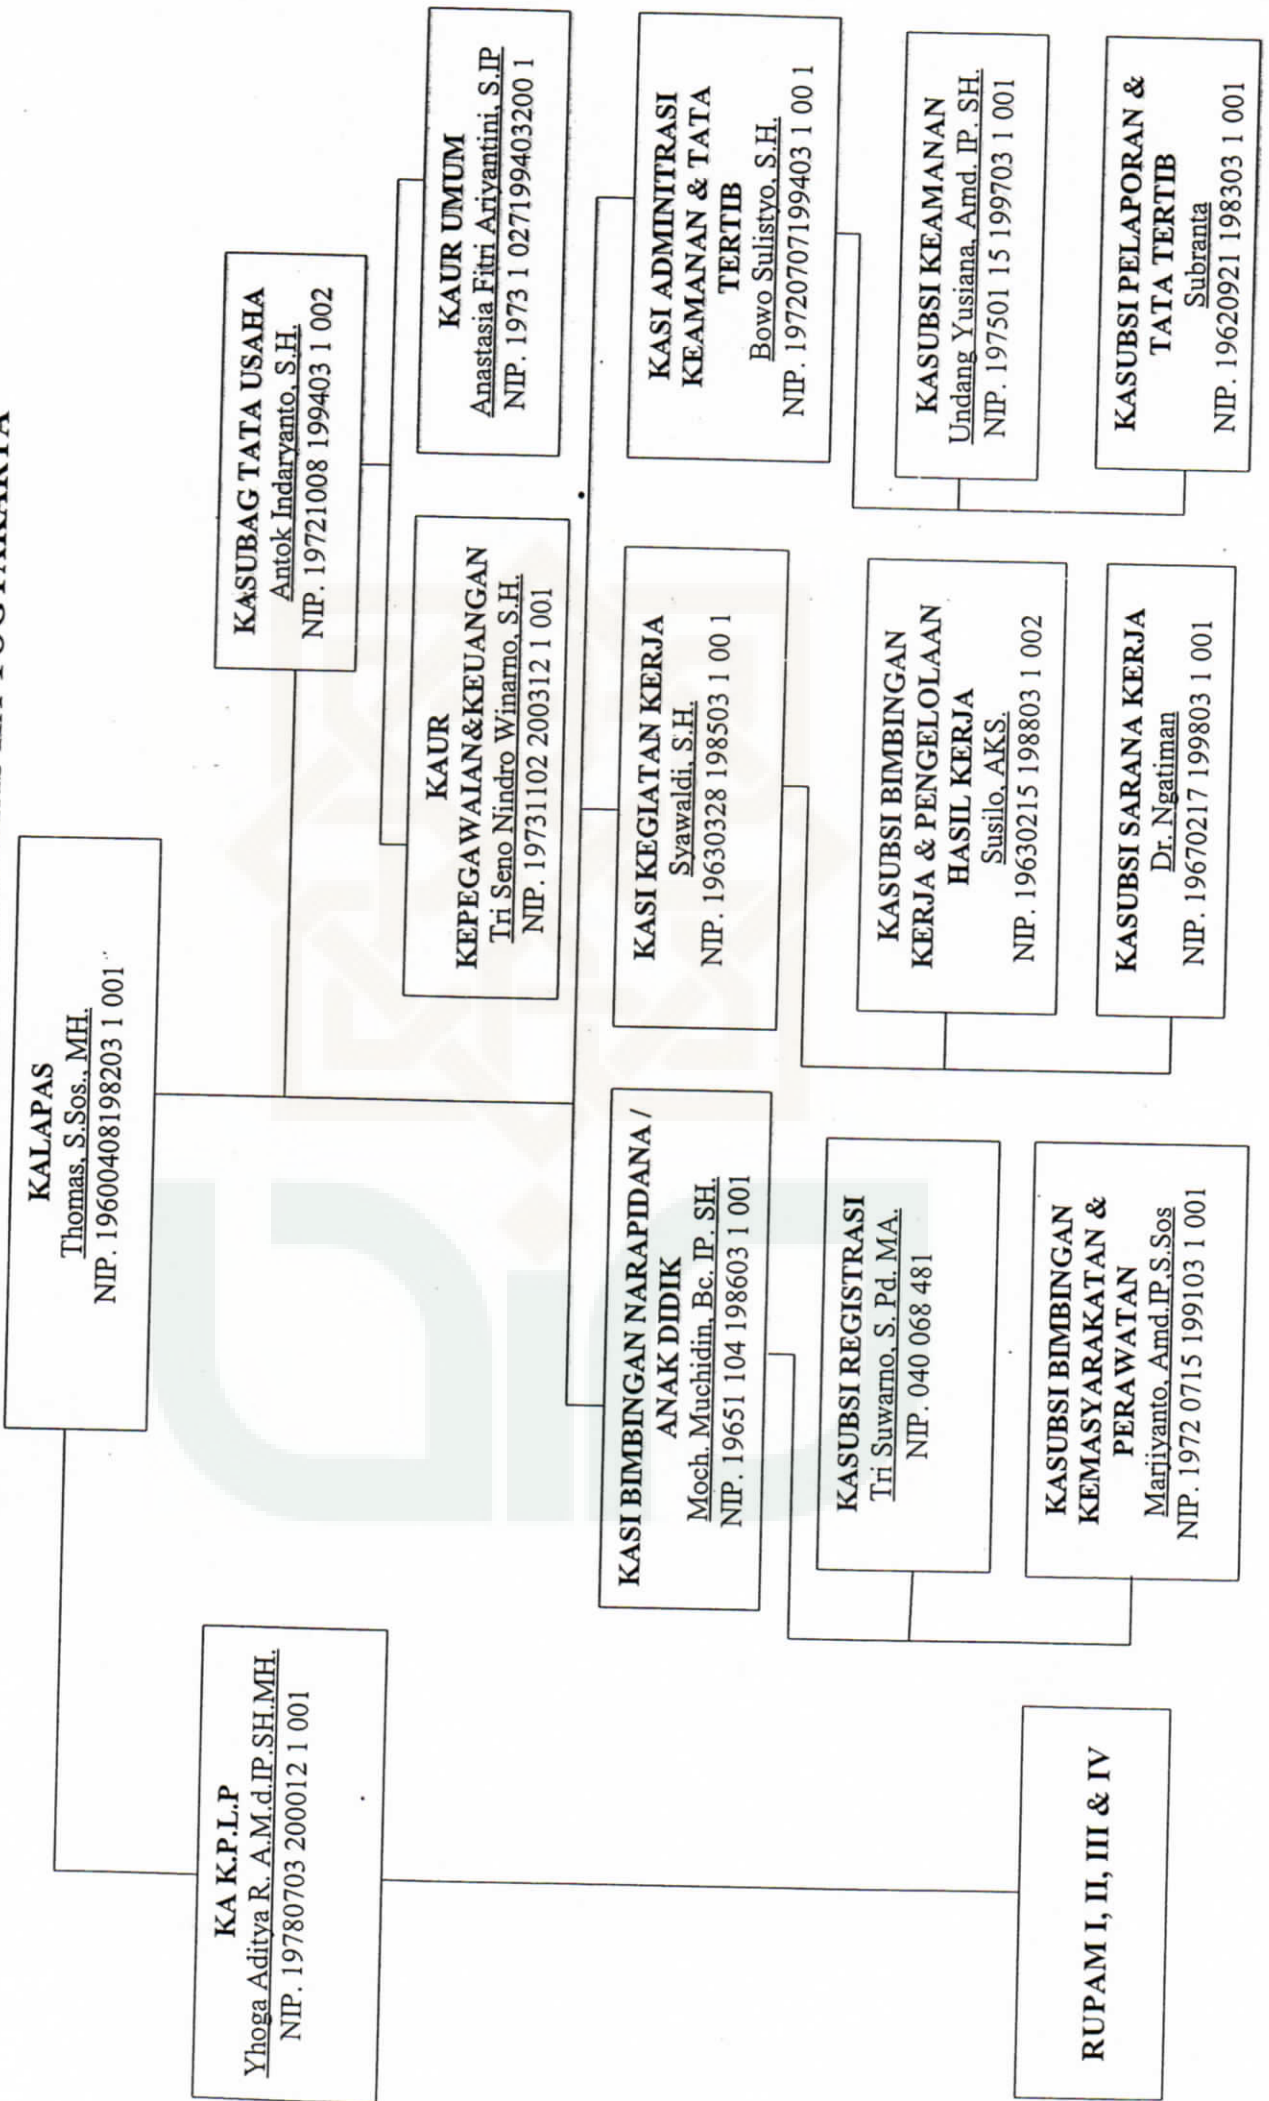 YOGYAKARTA
KALAPAS
Thomas, S.Sos., MH.
NIP. 19600408198203 1 001
KA K.P.L.P
Yhoga Aditya R. A.M.d.IP.SH.MH.
NIP. 19780703 200012 1 001
KASUBAG TATA USAHA
Antok Indaryanto, S.H.
NIP. 19721008 199403 1 002
KAUR
KEPEGAWAIAN&KEUANGAN
Tri Seno Nindro Winarno, S.H.
NIP. 19731102 200312 1 001
KAUR UMUM
Anastasia Fitri Ariyantini, S.IP
NIP. 1973 1 027199403200 1
KASI BIMBINGAN NARAPIDANA /
ANAK DIDIK
Moch. Muchidin, Bc. IP. SH.
NIP. 19651 104 198603 1 001
KASI KEGIATAN KERJA
Syawaldi, S.H.
NIP. 19630328 198503 1 00 1
KASI ADMINITRASI
KEAMANAN & TATA
TERTIB
Bowo Sulistyo, S.H.
NIP. 19720707199403 1 00 1
KASUBSI REGISTRASI
Tri Suwarno, S. Pd. MA.
NIP. 040 068 481
KASUBSI BIMBINGAN
KERJA & PENGELOLAAN
HASIL KERJA
Susilo, AKS.
NIP. 19630215 198803 1 002
KASUBSI KEAMANAN
Undang Yusiana, Amd. IP. SH.
NIP. 197501 15 199703 1 001
RUPAM I, II, III & IV
KASUBSI BIMBINGAN
KEMASYARAKATAN &
PERAWATAN
Marjiyanto, Amd.IP,S.Sos
NIP. 1972 0715 199103 1 001
KASUBSI SARANA KERJA
Dr. Ngatiman
NIP. 19670217 199803 1 001
KASUBSI PELAPORAN &
TATA TERTIB
Subranta
NIP. 19620921 198303 1 001